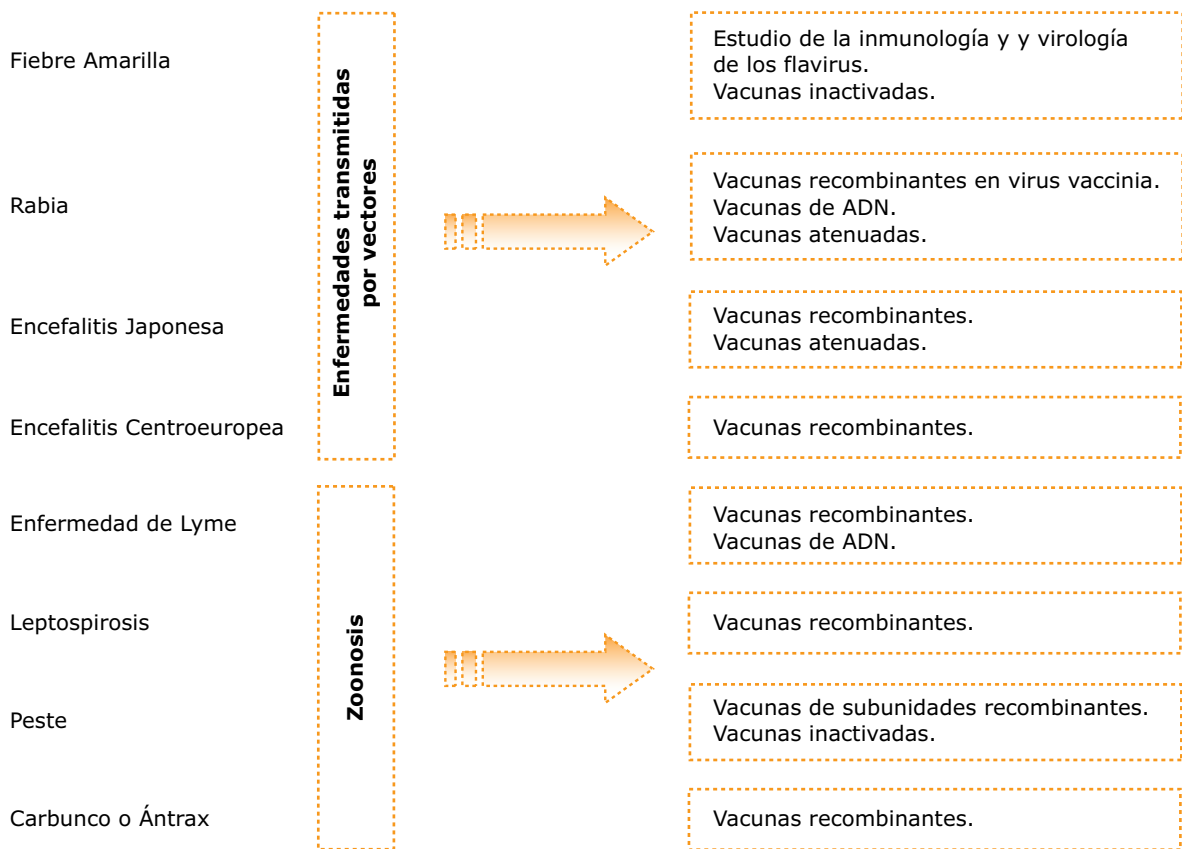 Fiebre Amarilla
Rabia
Encefalitis Japonesa
Encefalitis Centroeuropea
Enfermedades transmitidas
por vectores
Estudio de la inmunología y y virología
de los flavirus.
Vacunas inactivadas.
Vacunas recombinantes en virus vaccinia.
Vacunas de ADN.
Vacunas atenuadas.
Vacunas recombinantes.
Vacunas atenuadas.
Vacunas recombinantes.
Enfermedad de Lyme
Leptospirosis
Peste
Carbunco o Ántrax
Zoonosis
Vacunas recombinantes.
Vacunas de ADN.
Vacunas recombinantes.
Vacunas de subunidades recombinantes.
Vacunas inactivadas.
Vacunas recombinantes.